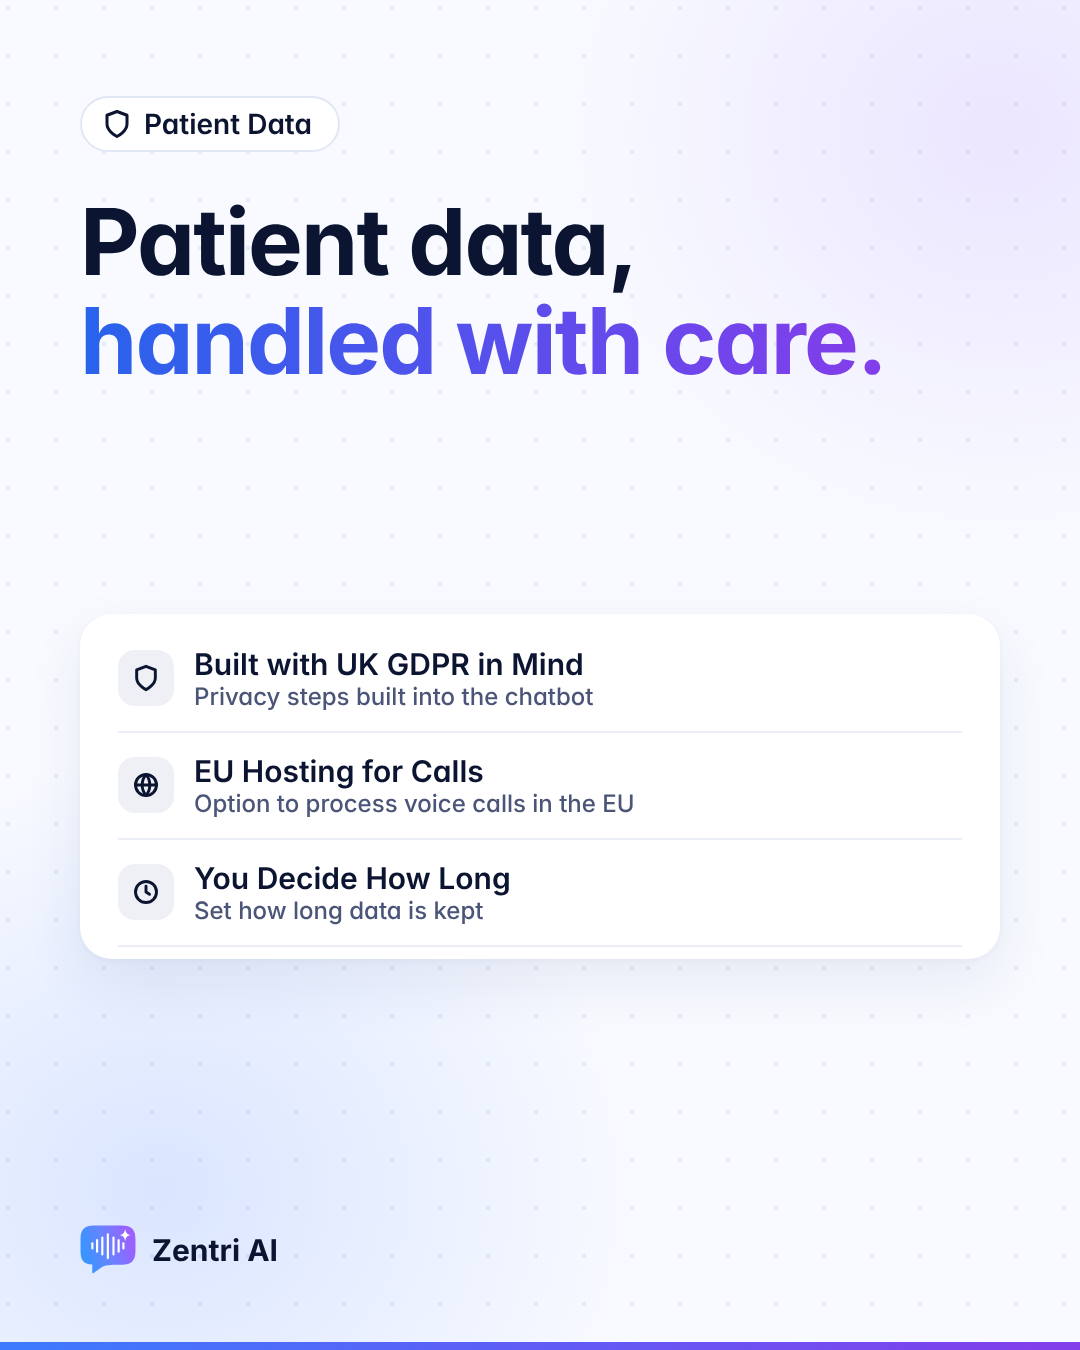 Patient Data
Patient data,
handled with care.
Built with UK GDPR in Mind
Privacy steps built into the chatbot
EU Hosting for Calls
Option to process voice calls in the EU
You Decide How Long
Set how long data is kept
Zentri AI